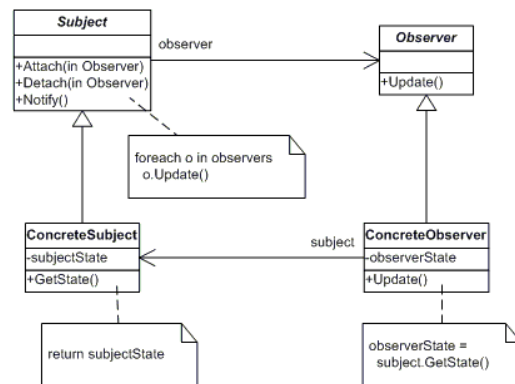 Subject
observer
Observer
+Attach(in Observer)
+Detach(in Observer)
+Notify()
+Update()
foreach o in observers
o.Update()
ConcreteSubject
-subjectState
+GetState()
subject
ConcreteObserver
-observerState
+Update()
return subjectState
observerState =
subject.GetState()